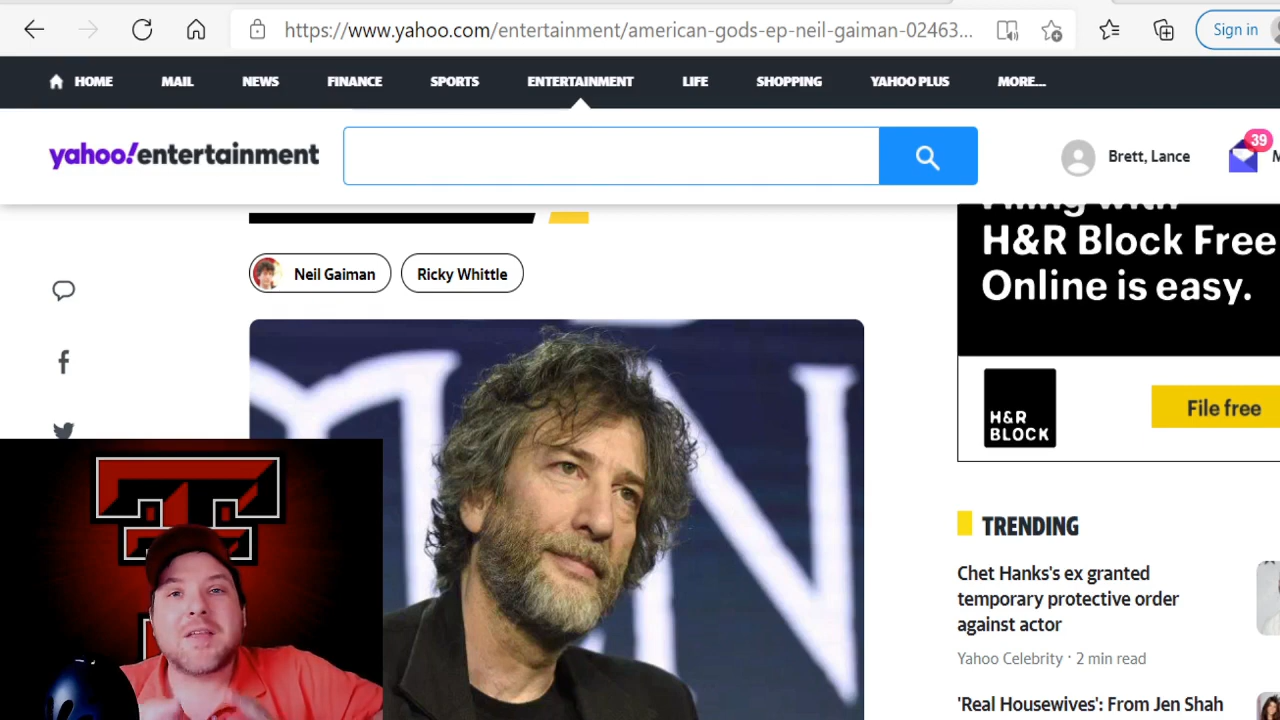 https://www.yahoo.com/entertainment/american-gods-ep-neil-gaiman-02463...
Sign in
HOME MAIL NEWS FINANCE SPORTS ENTERTAINMENT LIFE SHOPPING YAHOO PLUS MORE...
yahoo!entertainment
Brett, Lance
39
M
Filing with
H&R Block Free
Online is easy.
Neil Gaiman
Ricky Whittle
H&R
BLOCK
File free
TRENDING
Chet Hanks's ex granted
temporary protective order
against actor
Yahoo Celebrity · 2 min read
'Real Housewives': From Jen Shah